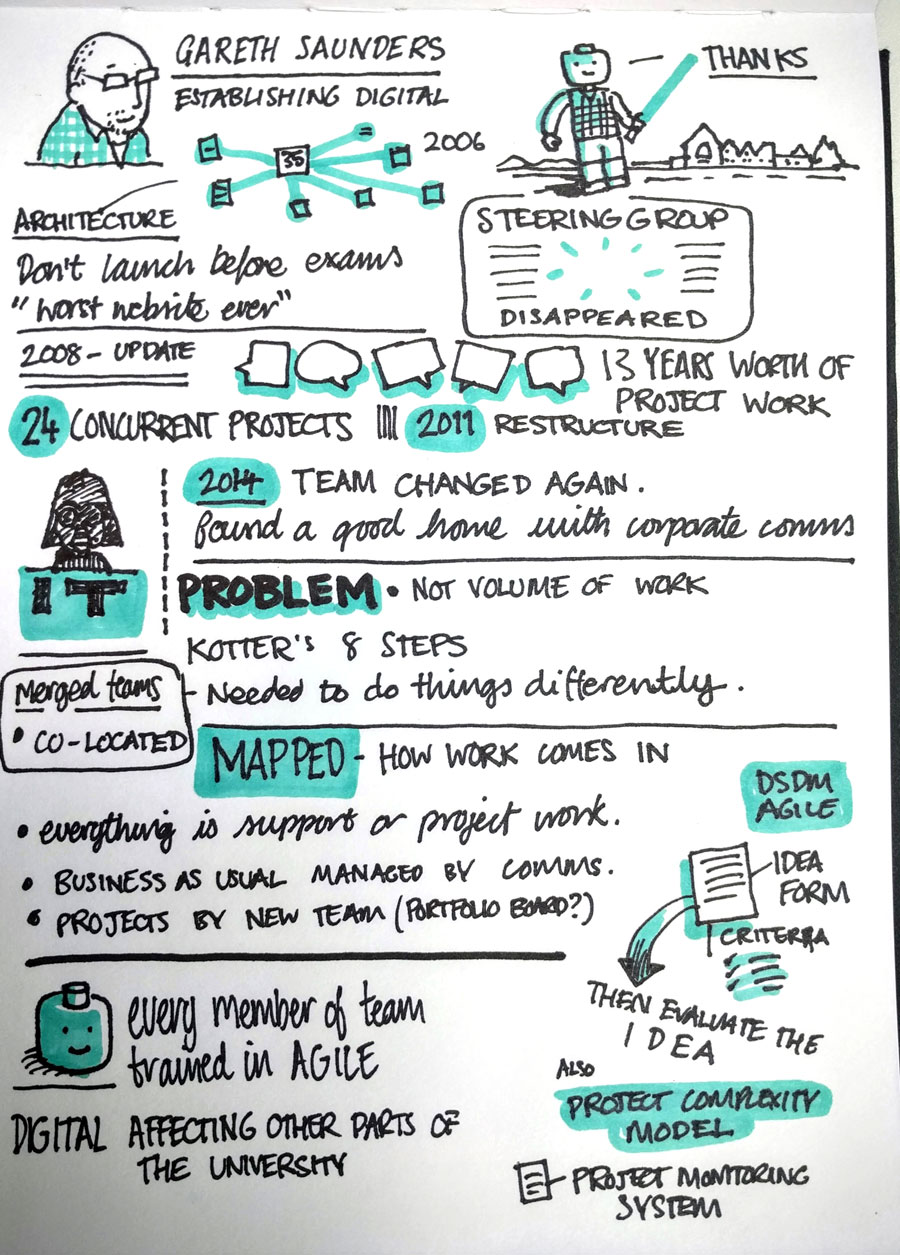 GARETH SAUNDERS
ESTABLISHING DIGITAL
35
2006
THANKS
ARCHITECTURE
Don't launch before exams
"worst website ever"
STEERING GROUP
DISAPPEARED
2008 - UPDATE
13 YEARS WORTH OF
PROJECT WORK
24 CONCURRENT PROJECTS
2011 RESTRUCTURE
2014 TEAM CHANGED AGAIN.
found a good home with corporate comms
IT
PROBLEM • NOT VOLUME OF WORK
KOTTER'S 8 STEPS
- Needed to do things differently.
Merged teams
• CO-LOCATED
MAPPED - HOW WORK COMES IN
• everything is support or project work.
• BUSINESS AS USUAL MANAGED BY COMMS.
• PROJECTS BY NEW TEAM (PORTFOLIO BOARD?)
DSDM
AGILE
IDEA
FORM
CRITERIA
THEN EVALUATE THE
IDEA
every member of team
trained in AGILE
DIGITAL AFFECTING OTHER PARTS OF
THE UNIVERSITY
ALSO
PROJECT COMPLEXITY
MODEL
PROJECT MONITORING
SYSTEM